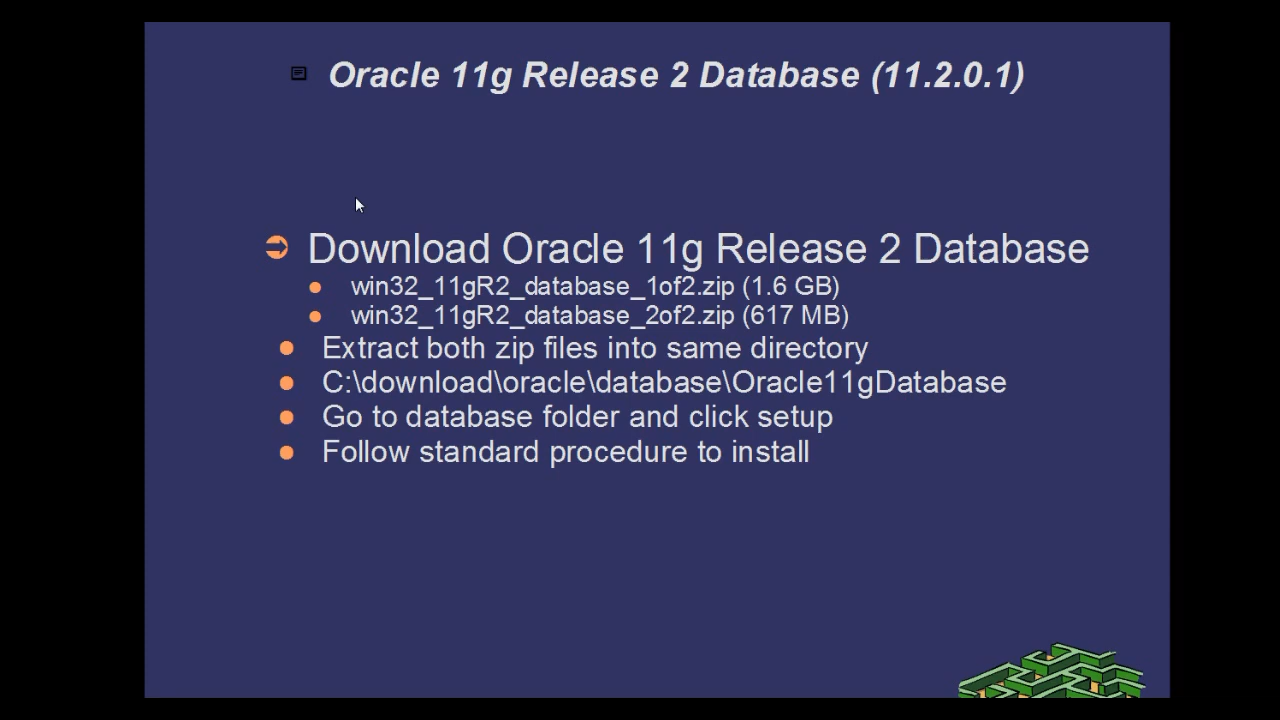 Oracle 11g Release 2 Database (11.2.0.1)
Download Oracle 11g Release 2 Database
win32_11gR2_database_1of2.zip (1.6 GB)
win32_11gR2_database_2of2.zip (617 MB)
Extract both zip files into same directory
C:\download\oracle\database\Oracle11gDatabase
Go to database folder and click setup
Follow standard procedure to install